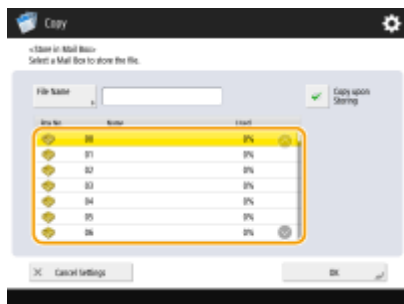 Copy
<Store in Mail Box>
Select a Mail Box to store the file.
File Name
Copy upon
Storing
Box No. Name Used
00 0%
01 0%
02 0%
03 0%
04 0%
05 0%
06 0%
Cancel Settings OK